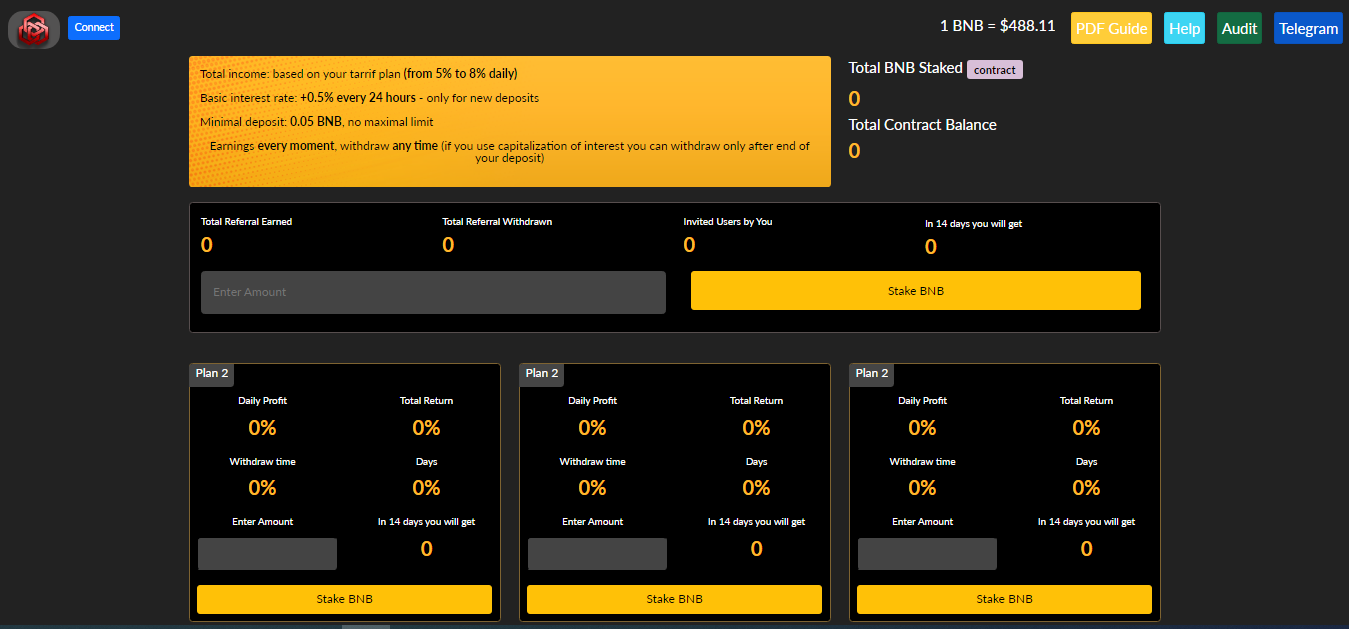 Connect
1 BNB = $488.11
PDF Guide
Help
Audit
Telegram
Total income: based on your tarrif plan (from 5% to 8% daily)
Basic interest rate: +0.5% every 24 hours - only for new deposits
Minimal deposit: 0.05 BNB, no maximal limit
Earnings every moment, withdraw any time (if you use capitalization of interest you can withdraw only after end of
your deposit)
Total BNB Staked contract
0
Total Contract Balance
0
Total Referral Earned
0
Total Referral Withdrawn
0
Invited Users by You
0
In 14 days you will get
0
Enter Amount
Stake BNB
Plan 2
Daily Profit
0%
Total Return
0%
Withdraw time
0%
Days
0%
Enter Amount
In 14 days you will get
0
Stake BNB
Plan 2
Daily Profit
0%
Total Return
0%
Withdraw time
0%
Days
0%
Enter Amount
In 14 days you will get
0
Stake BNB
Plan 2
Daily Profit
0%
Total Return
0%
Withdraw time
0%
Days
0%
Enter Amount
In 14 days you will get
0
Stake BNB